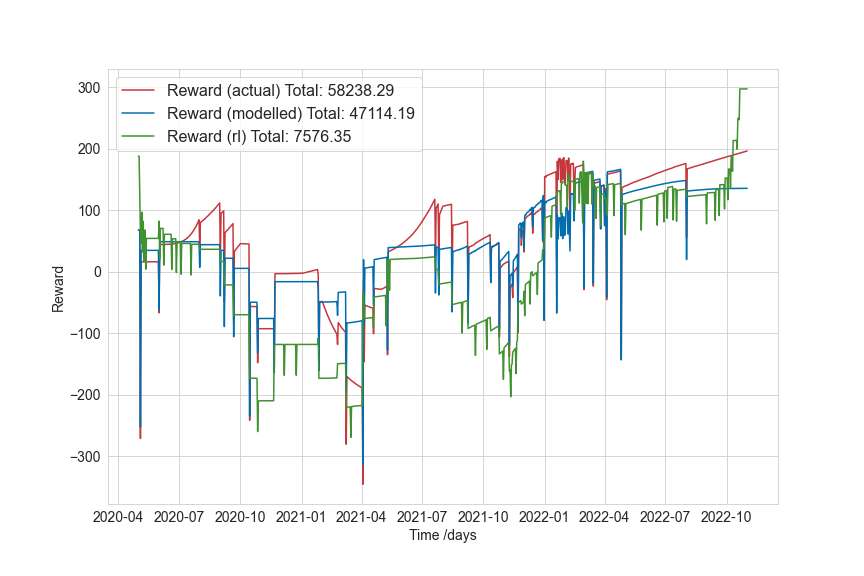 Reward (actual) Total: 58238.29
Reward (modelled) Total: 47114.19
Reward (rl) Total: 7576.35
300
200
100
0
−100
−200
−300
Reward
2020-04 2020-07 2020-10 2021-01 2021-04 2021-07 2021-10 2022-01 2022-04 2022-07 2022-10
Time /days